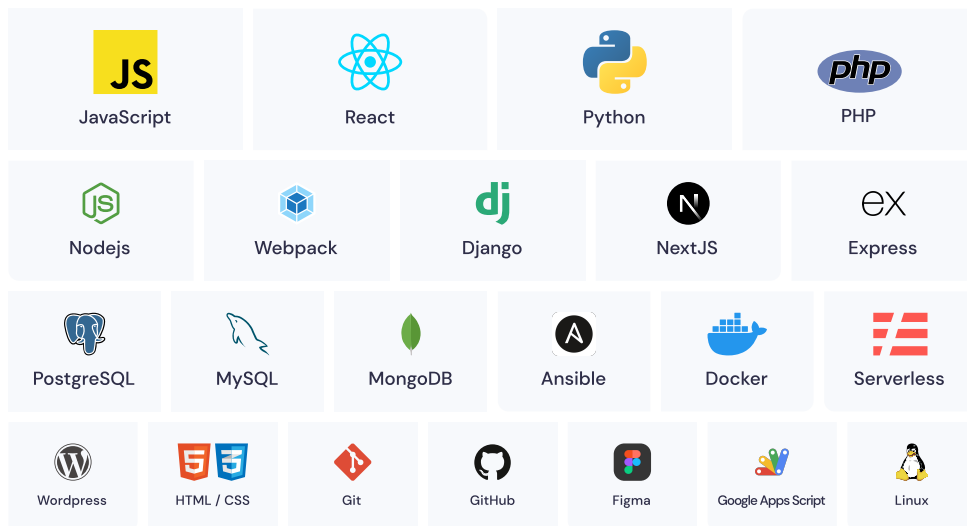 JS
JavaScript
React
Python
php
PHP
JS
Nodejs
Webpack
dj
Django
N
NextJS
ex
Express
PostgreSQL
MySQL
MongoDB
A
Ansible
Docker
Serverless
W
Wordpress
5 3
HTML / CSS
Git
GitHub
Figma
Google Apps Script
Linux